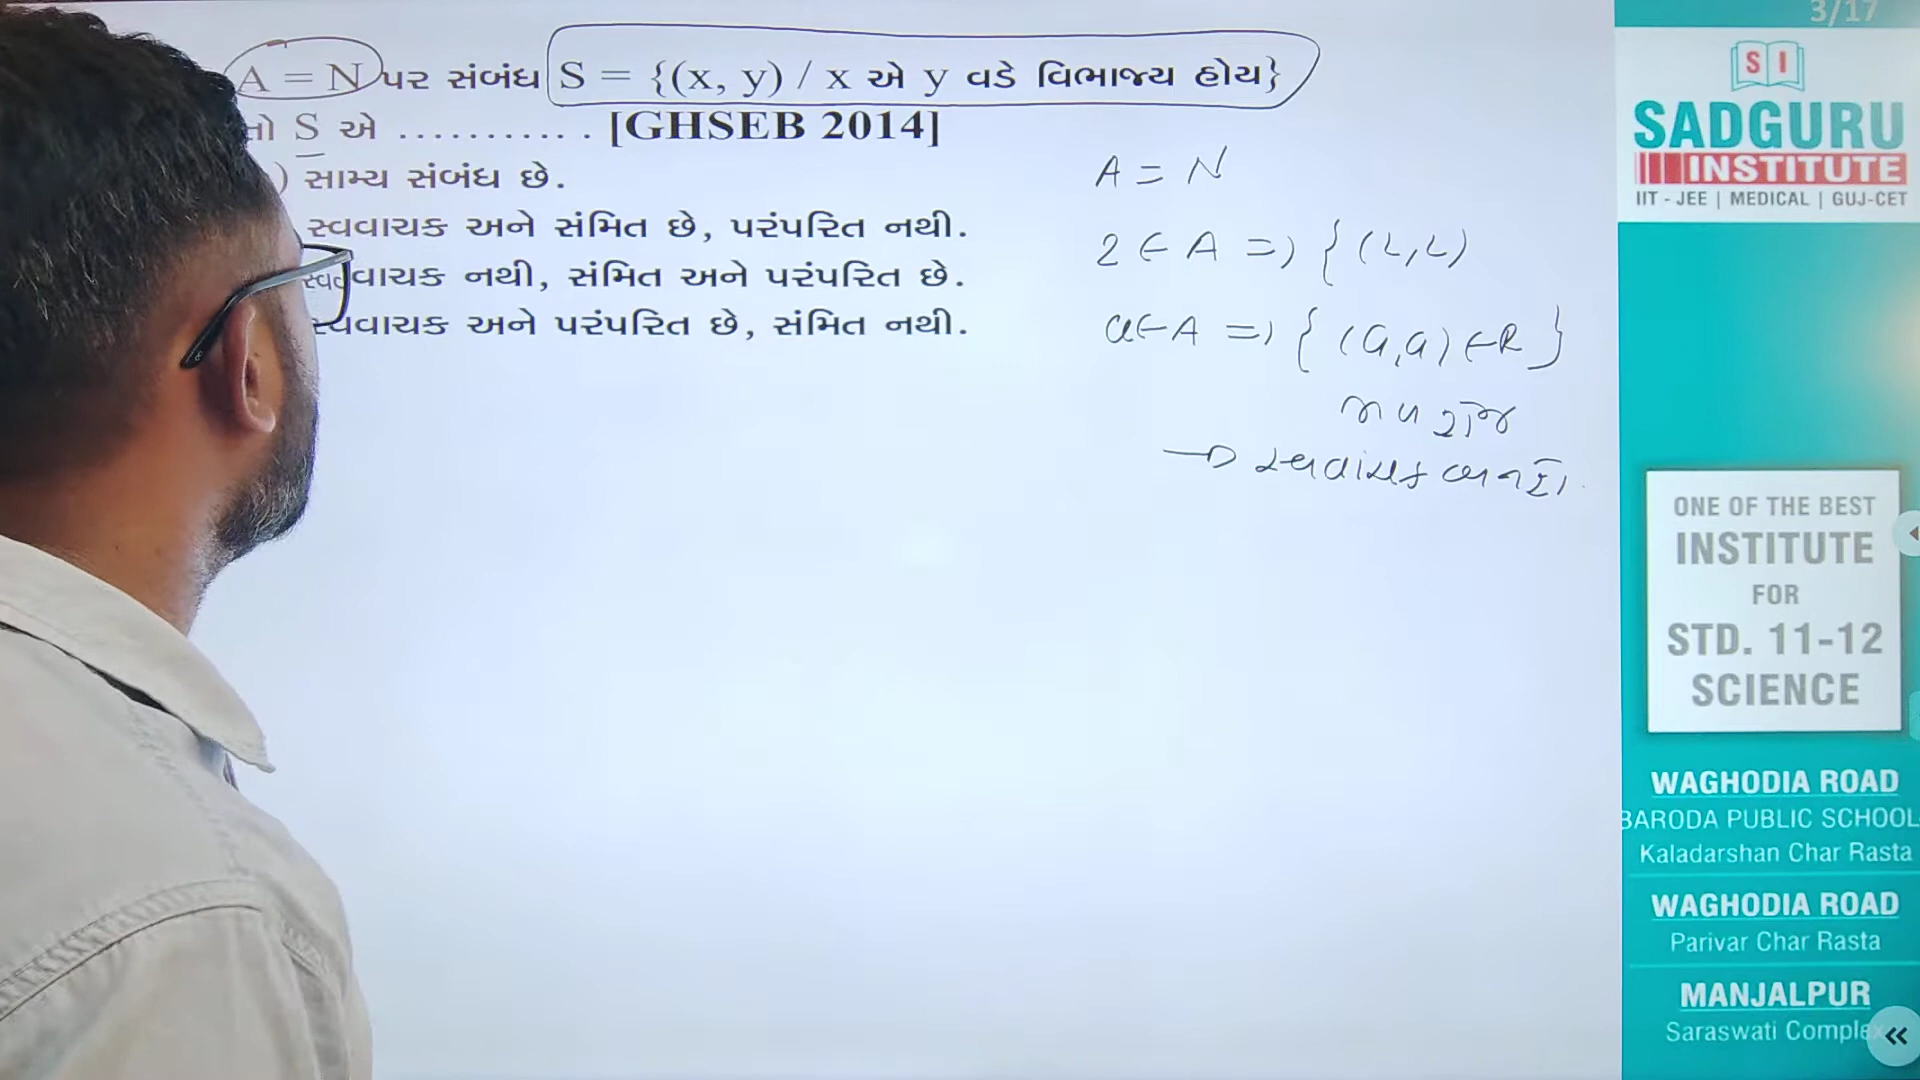 A = N પર સંબંધ S = {(x, y) / x એ y વડે વિભાજ્ય હોય}
S એ ........... [GHSEB 2014]
) સામ્ય સંબંધ છે.
સ્વવાચક અને સંમિત છે, પરંપરિત નથી.
સ્વવાચક નથી, સંમિત અને પરંપરિત છે.
સ્વવાચક અને પરંપરિત છે, સંમિત નથી.
A = N
2 ∈ A => { (2,2)
a ∈ A => { (a,a) ∈ R }
3/17
S I
SADGURU
INSTITUTE
IIT - JEE | MEDICAL | GUJ-CET
ONE OF THE BEST
INSTITUTE
FOR
STD. 11-12
SCIENCE
WAGHODIA ROAD
BARODA PUBLIC SCHOOL
Kaladarshan Char Rasta
WAGHODIA ROAD
Parivar Char Rasta
MANJALPUR
Saraswati Comple